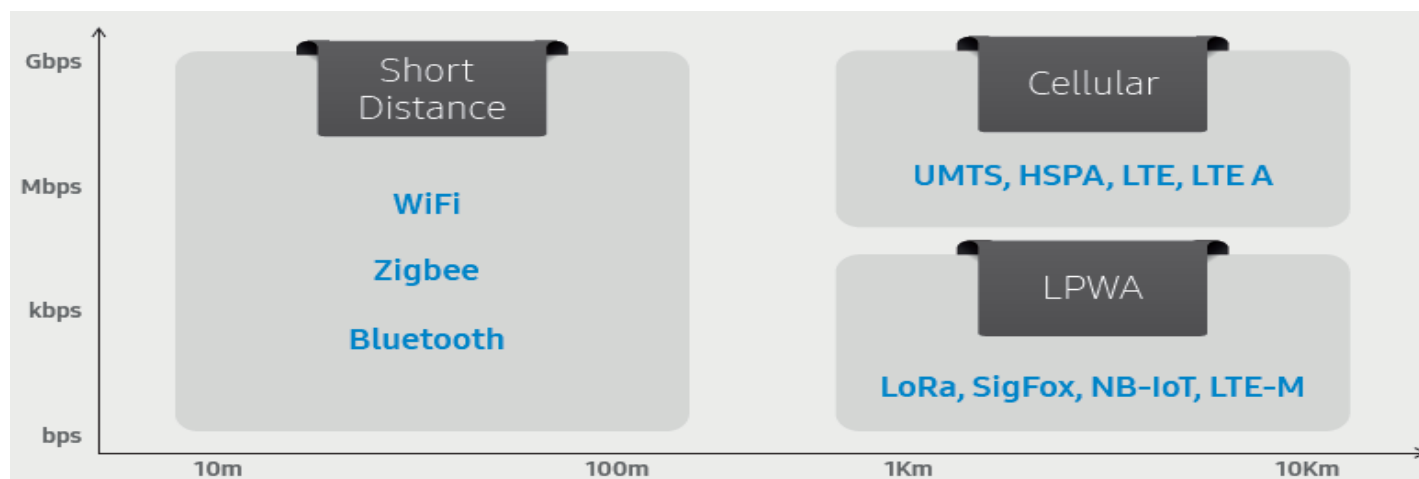 Gbps
Mbps
kbps
bps
Short
Distance
WiFi
Zigbee
Bluetooth
Cellular
UMTS, HSPA, LTE, LTE A
LPWA
LoRa, SigFox, NB-IoT, LTE-M
10m
100m
1Km
10Km